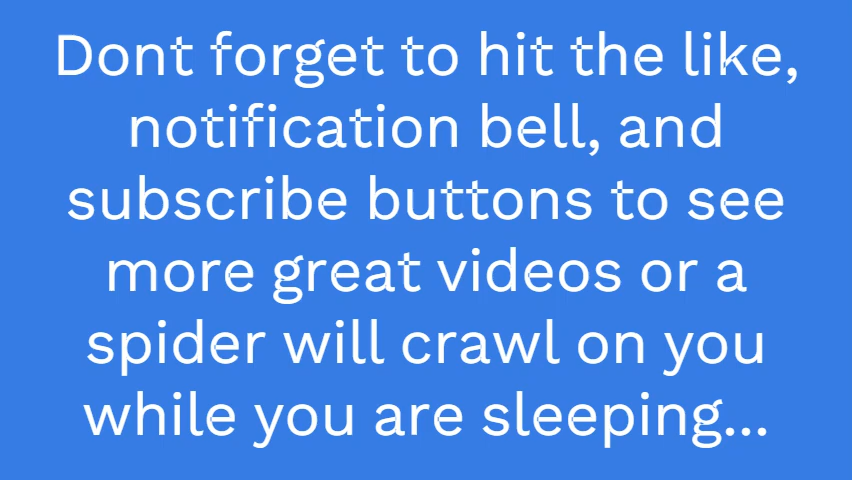 Dont forget to hit the like,
notification bell, and
subscribe buttons to see
more great videos or a
spider will crawl on you
while you are sleeping...